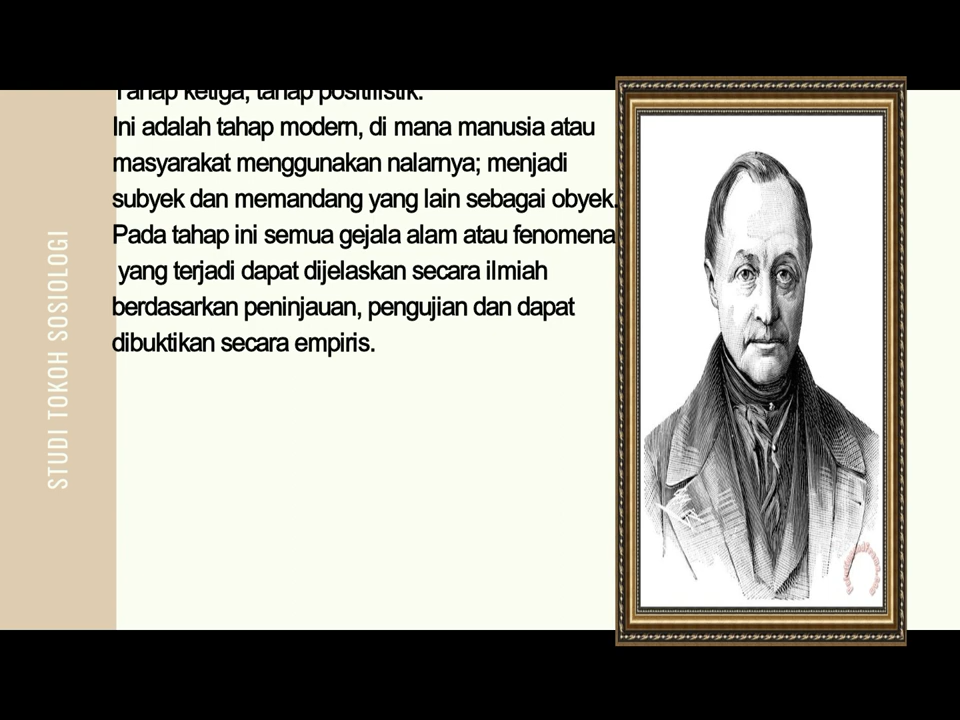 Tahap ketiga, tahap positifistik.
Ini adalah tahap modern, di mana manusia atau
masyarakat menggunakan nalarnya; menjadi
subyek dan memandang yang lain sebagai obyek.
Pada tahap ini semua gejala alam atau fenomena
yang terjadi dapat dijelaskan secara ilmiah
berdasarkan peninjauan, pengujian dan dapat
dibuktikan secara empiris.
STUDI TOKOH SOSIOLOGI